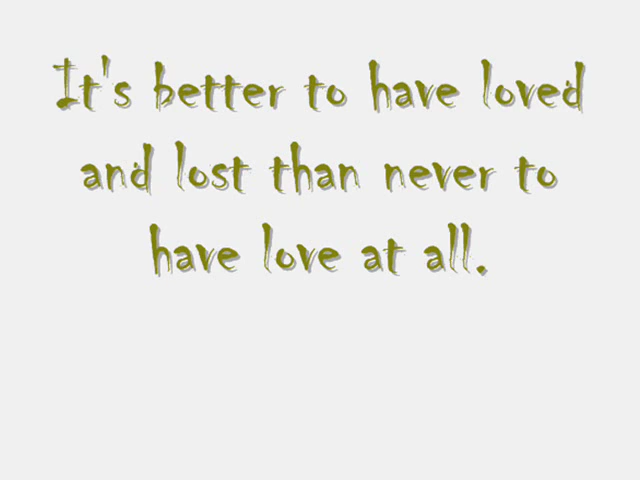 It's better to have loved
and lost than never to
have love at all.